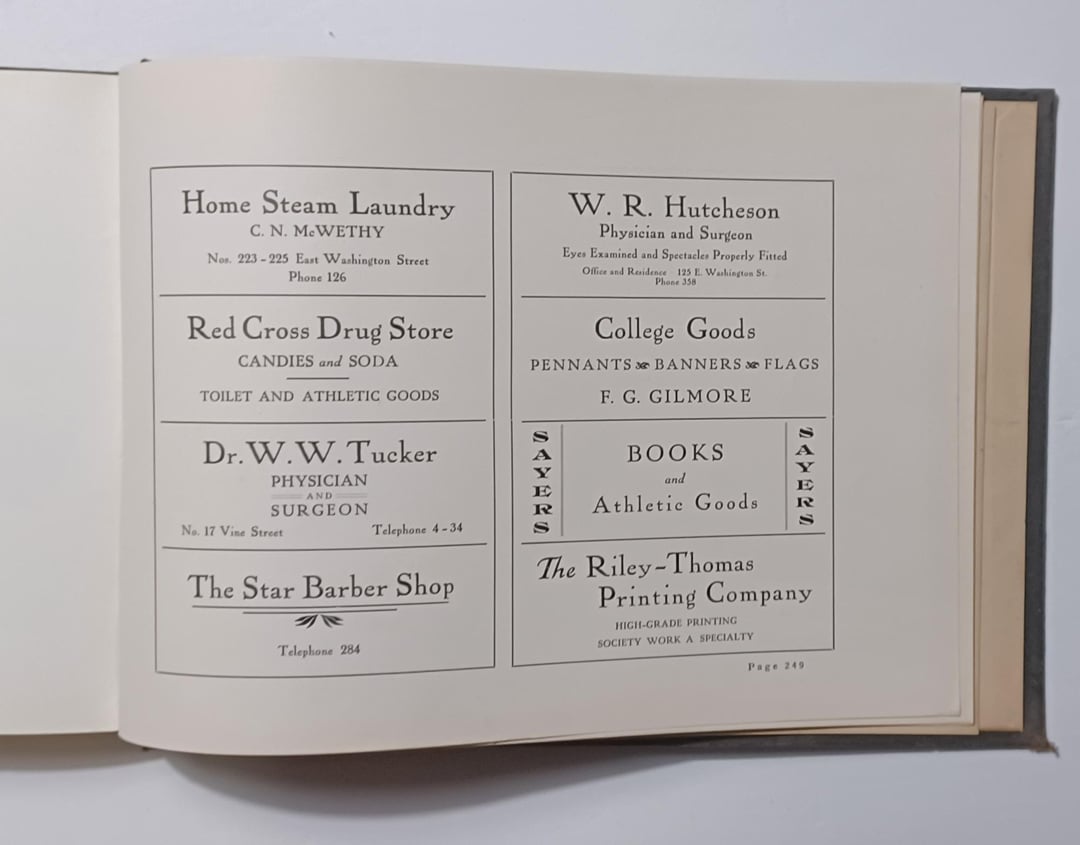 Home Steam Laundry
C. N. McWETHY
Nos. 223-225 East Washington Street
Phone 126
Red Cross Drug Store
CANDIES and SODA
TOILET AND ATHLETIC GOODS
Dr. W. W. Tucker
PHYSICIAN
AND
SURGEON
No. 17 Vine Street Telephone 4-34
The Star Barber Shop
Telephone 284
W. R. Hutcheson
Physician and Surgeon
Eyes Examined and Spectacles Properly Fitted
Office and Residence 125 E. Washington St.
Phone 358
College Goods
PENNANTS BANNERS FLAGS
F. G. GILMORE
SAYERS
BOOKS
and
Athletic Goods
SAYERS
The Riley-Thomas
Printing Company
HIGH-GRADE PRINTING
SOCIETY WORK A SPECIALTY
Page 249